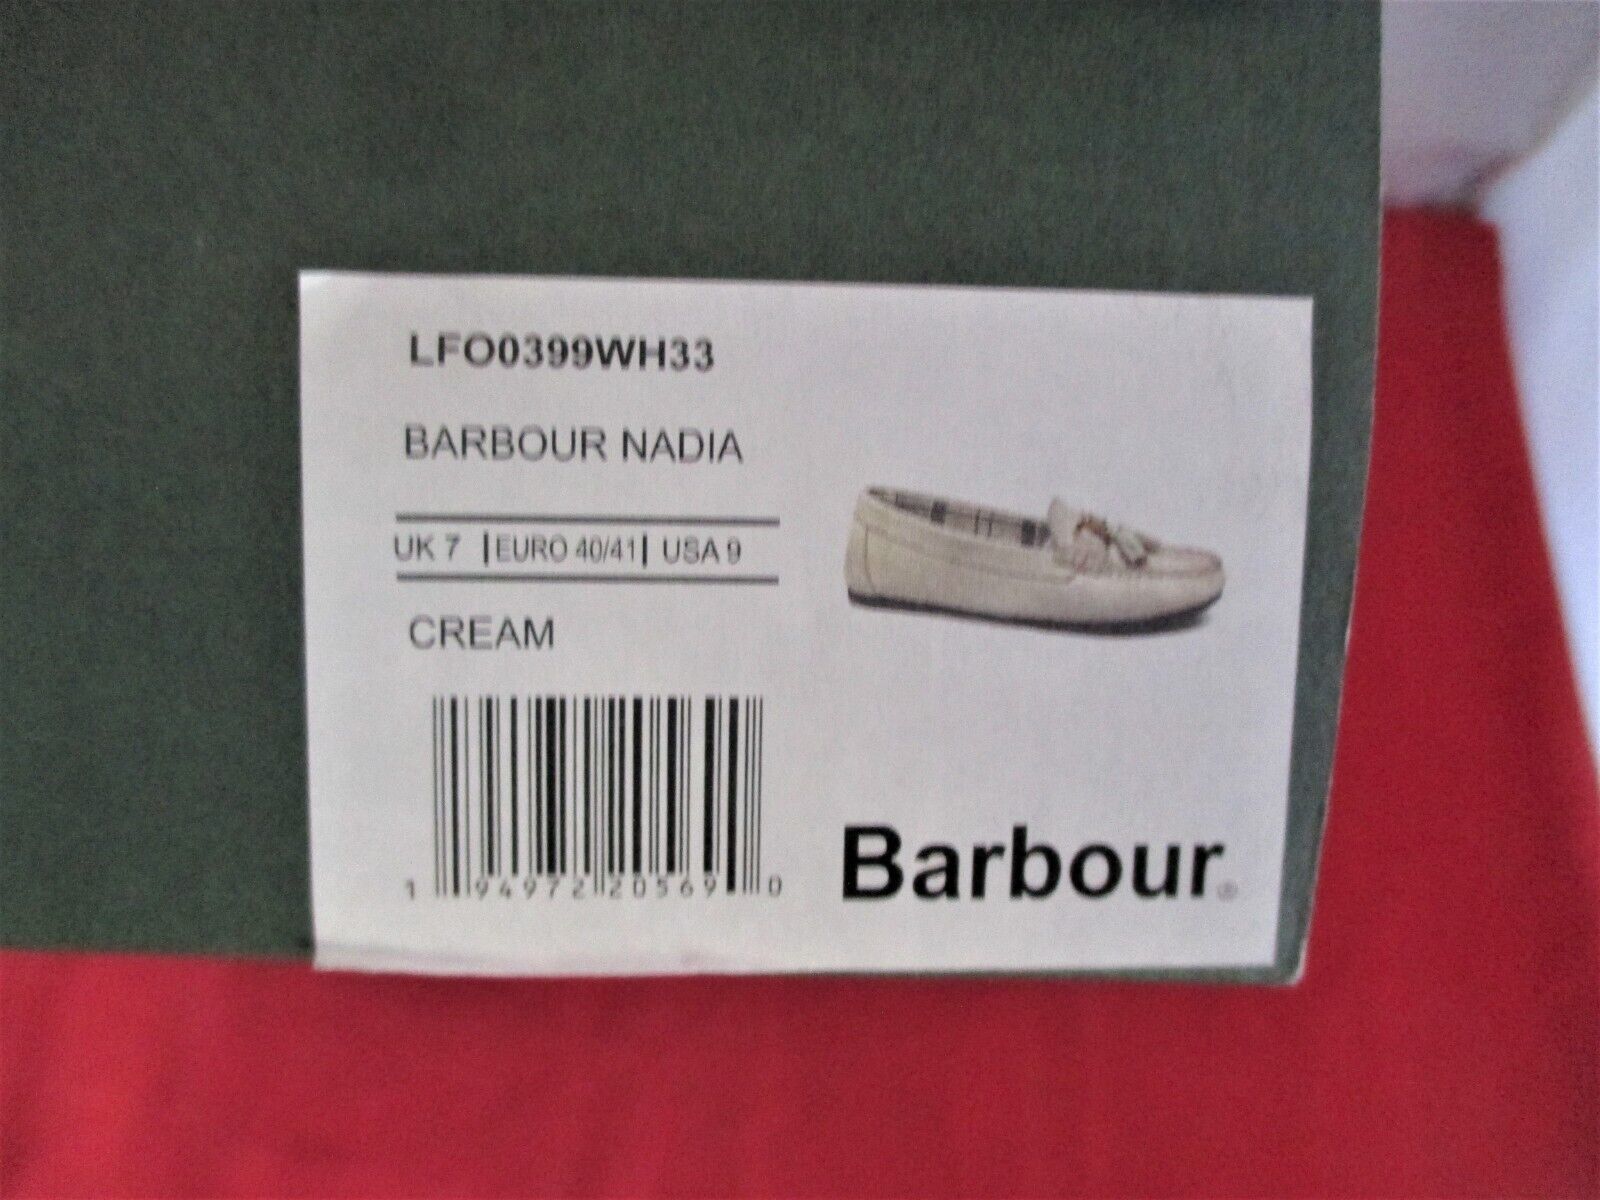 LFO0399WH33
BARBOUR NADIA
UK 7 | EURO 40/41 | USA 9
CREAM
1 94972 20569 0
Barbour®